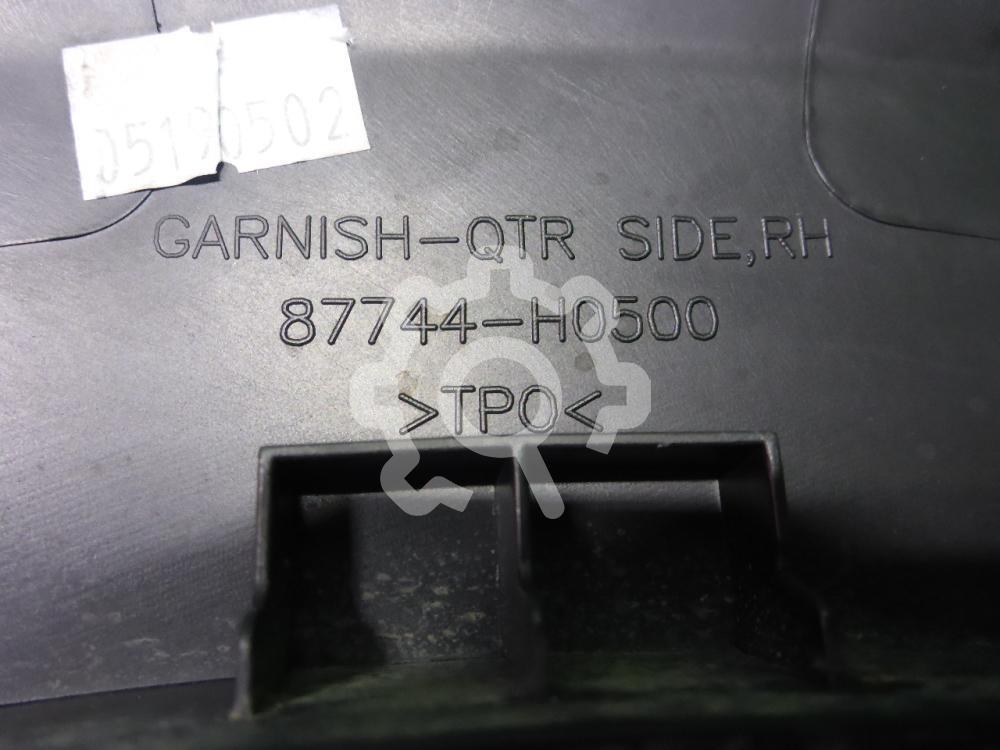 05190502
GARNISH-QTR SIDE,RH
87744-H0500
>TPO<